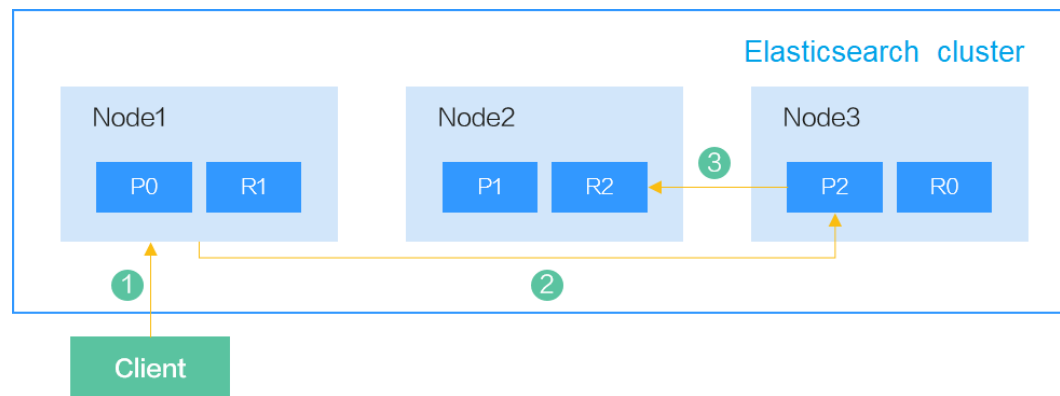 Elasticsearch cluster
Node1
Node2
Node3
P0
R1
P1
R2
3
P2
R0
1
2
Client